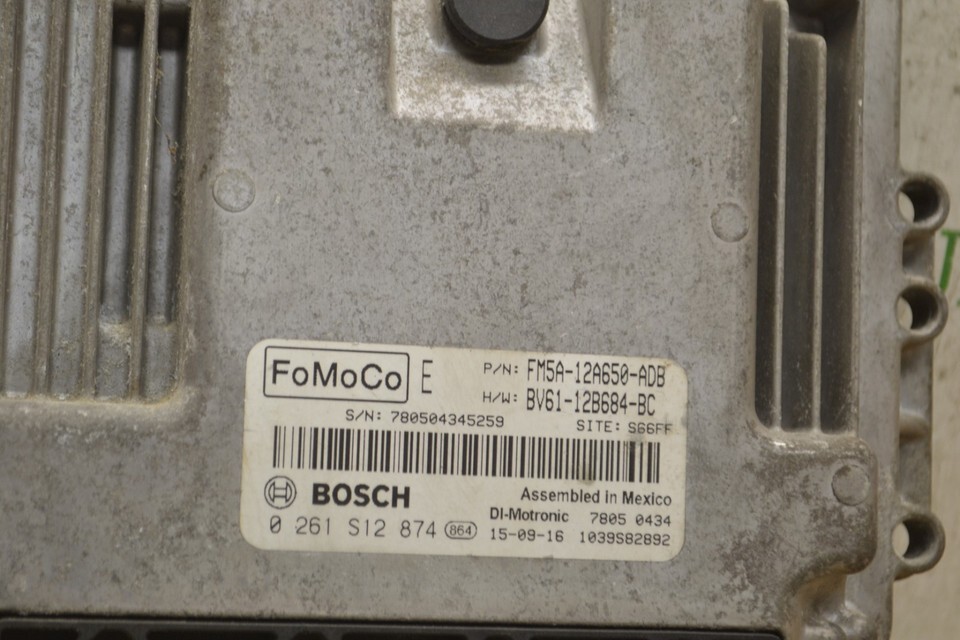 FoMoCo E P/N: FM5A-12A650-ADB
H/W: BV61-12B684-BC
S/N: 780504345259 SITE: S66FF
BOSCH Assembled in Mexico
DI-Motronic 7805 0434
0 261 S12 874 864 15-09-16 1039S82892